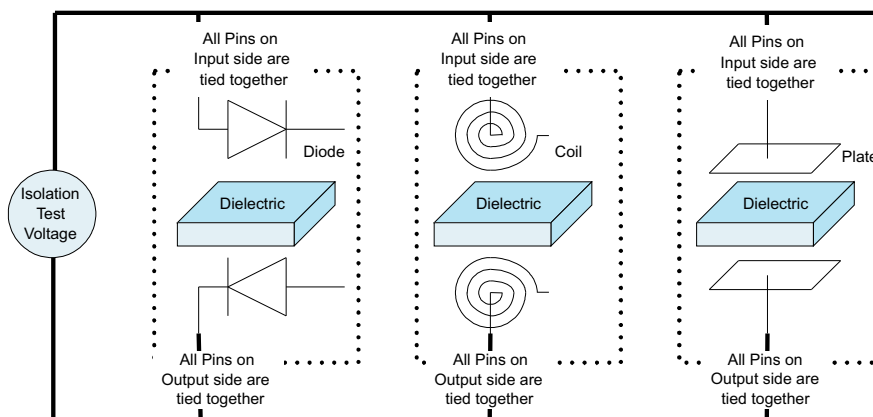 All Pins on
Input side are
tied together
All Pins on
Input side are
tied together
All Pins on
Input side are
tied together
Diode
Coil
Plate
Isolation
Test
Voltage
Dielectric
Dielectric
Dielectric
All Pins on
Output side are
tied together
All Pins on
Output side are
tied together
All Pins on
Output side are
tied together